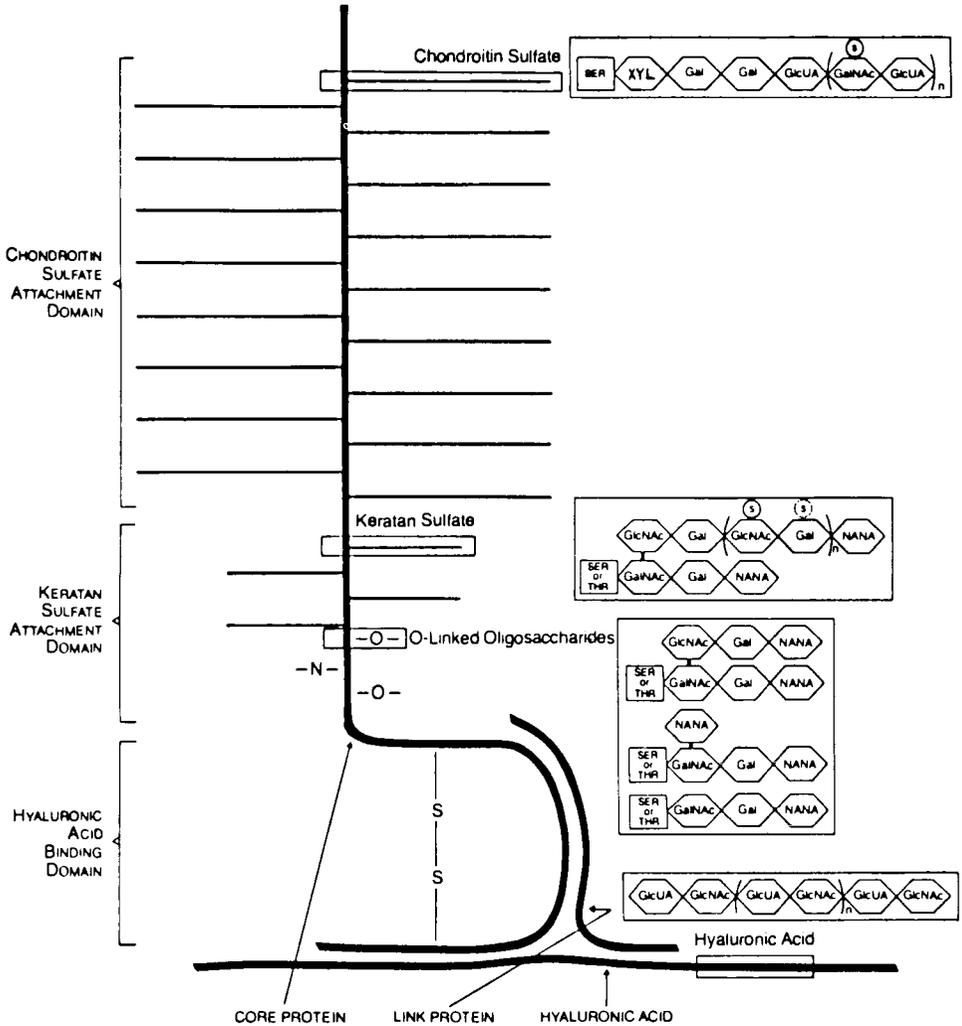 Chondroitin Sulfate
S
SER XYL Gal Gal GlcUA (GalNAc GlcUA)n
CHONDROITIN
SULFATE
ATTACHMENT
DOMAIN
Keratan Sulfate
S S
GlcNAc Gal (GlcNAc Gal)n NANA
SER
or
THR
GalNAc Gal NANA
KERATAN
SULFATE
ATTACHMENT
DOMAIN
-O- O-Linked Oligosaccharides
-N-
-O-
GlcNAc Gal NANA
SER
or
THR
GalNAc Gal NANA
NANA
SER
or
THR
GalNAc Gal NANA
SER
or
THR
GalNAc Gal NANA
S
S
HYALURONIC
ACID
BINDING
DOMAIN
GlcUA GlcNAc (GlcUA GlcNAc)n GlcUA GlcNAc
Hyaluronic Acid
CORE PROTEIN LINK PROTEIN HYALURONIC ACID